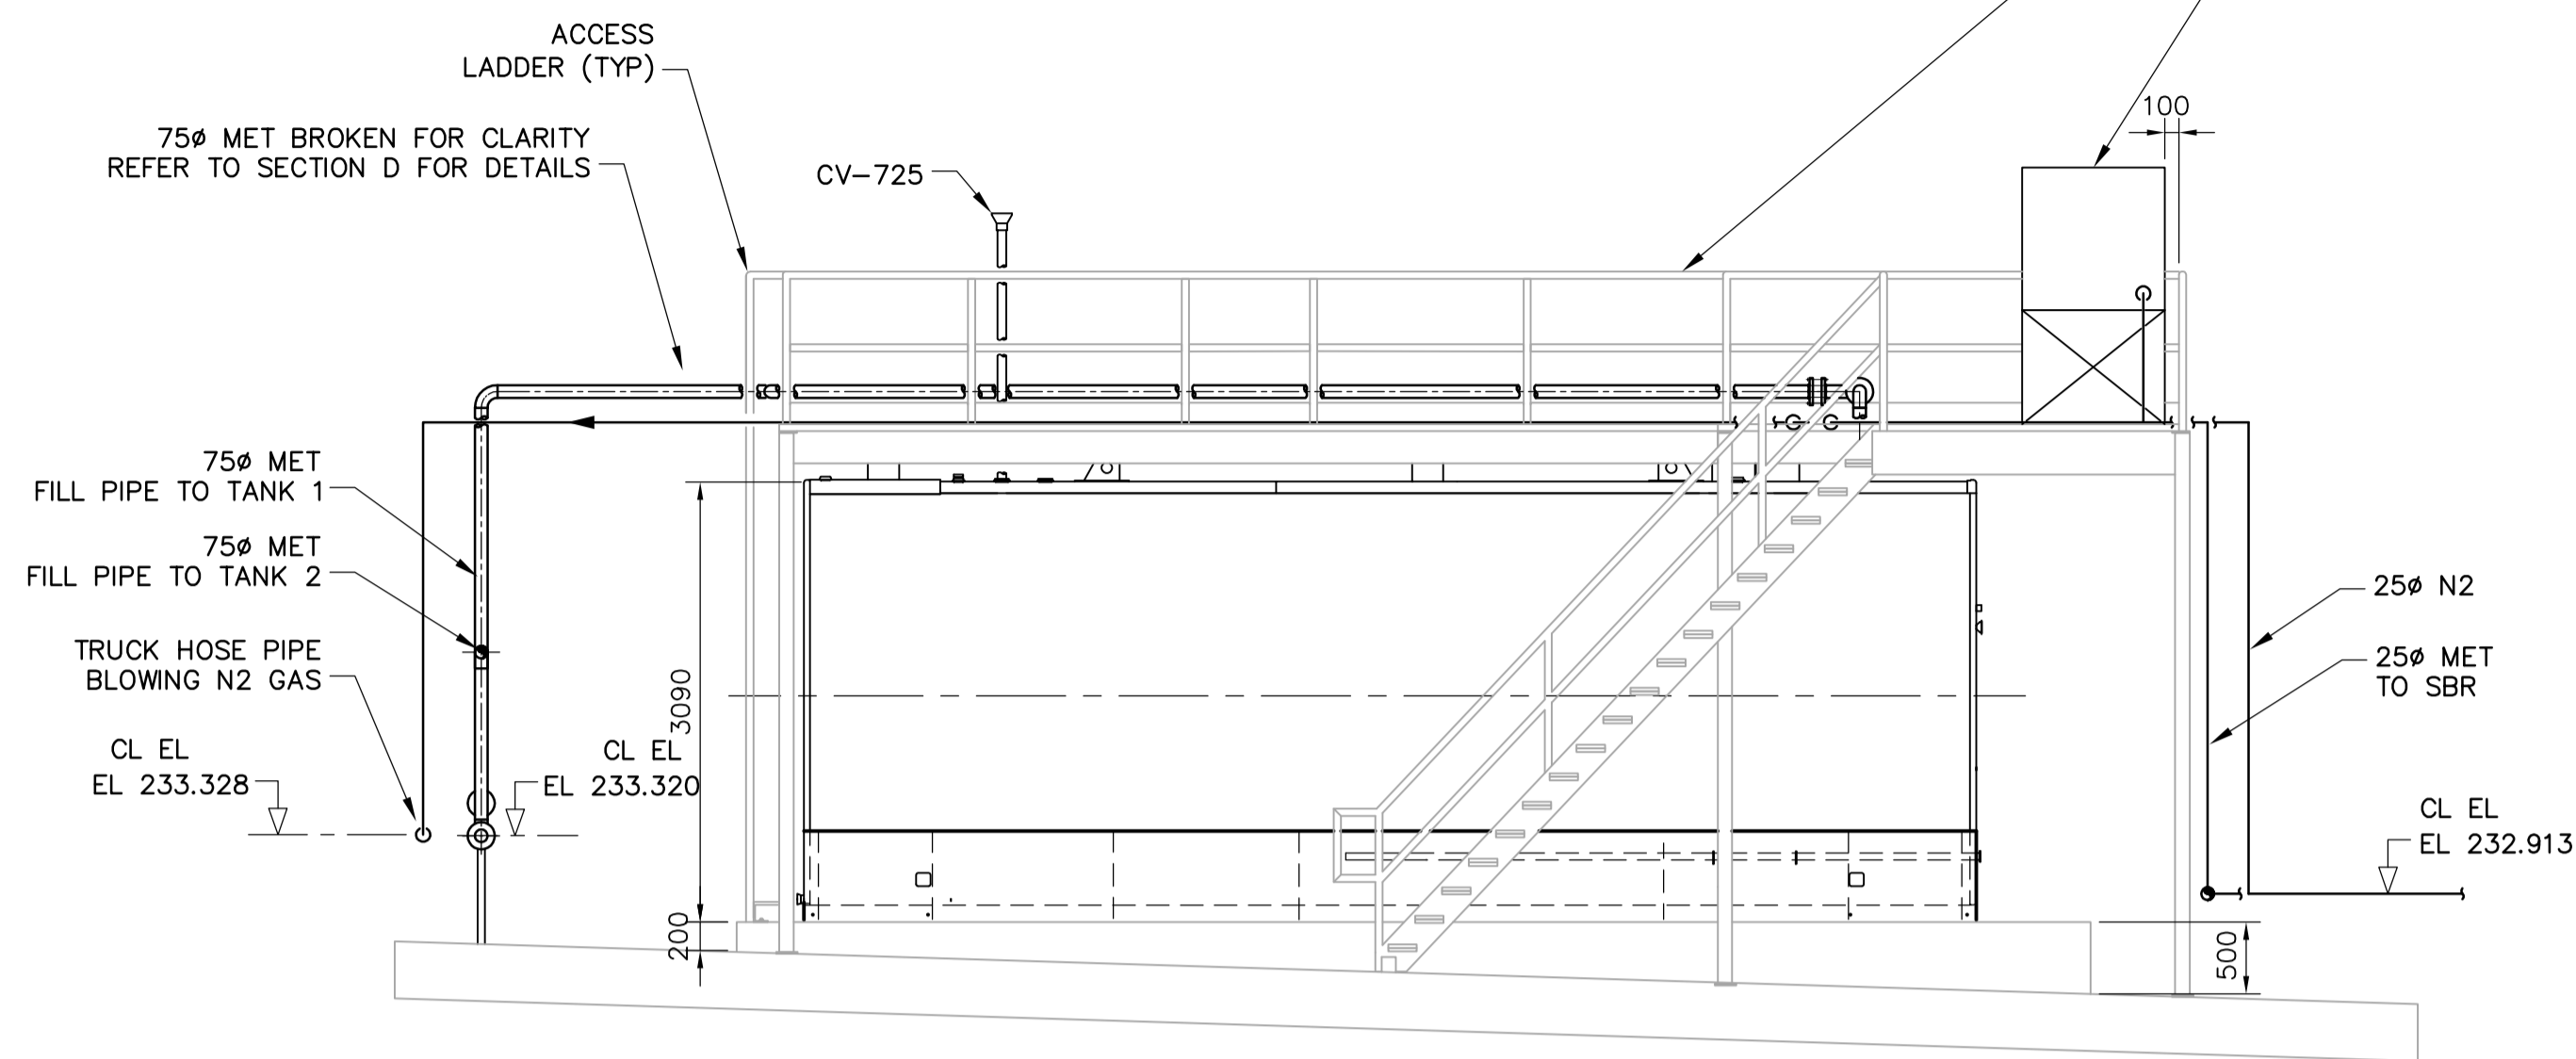 ACCESS
LADDER (TYP)
100
75ø MET BROKEN FOR CLARITY
REFER TO SECTION D FOR DETAILS
CV-725
75ø MET
FILL PIPE TO TANK 1
75ø MET
FILL PIPE TO TANK 2
25ø N2
TRUCK HOSE PIPE
BLOWING N2 GAS
25ø MET
TO SBR
3090
CL EL
EL 233.328
CL EL
EL 233.320
CL EL
EL 232.913
200
500